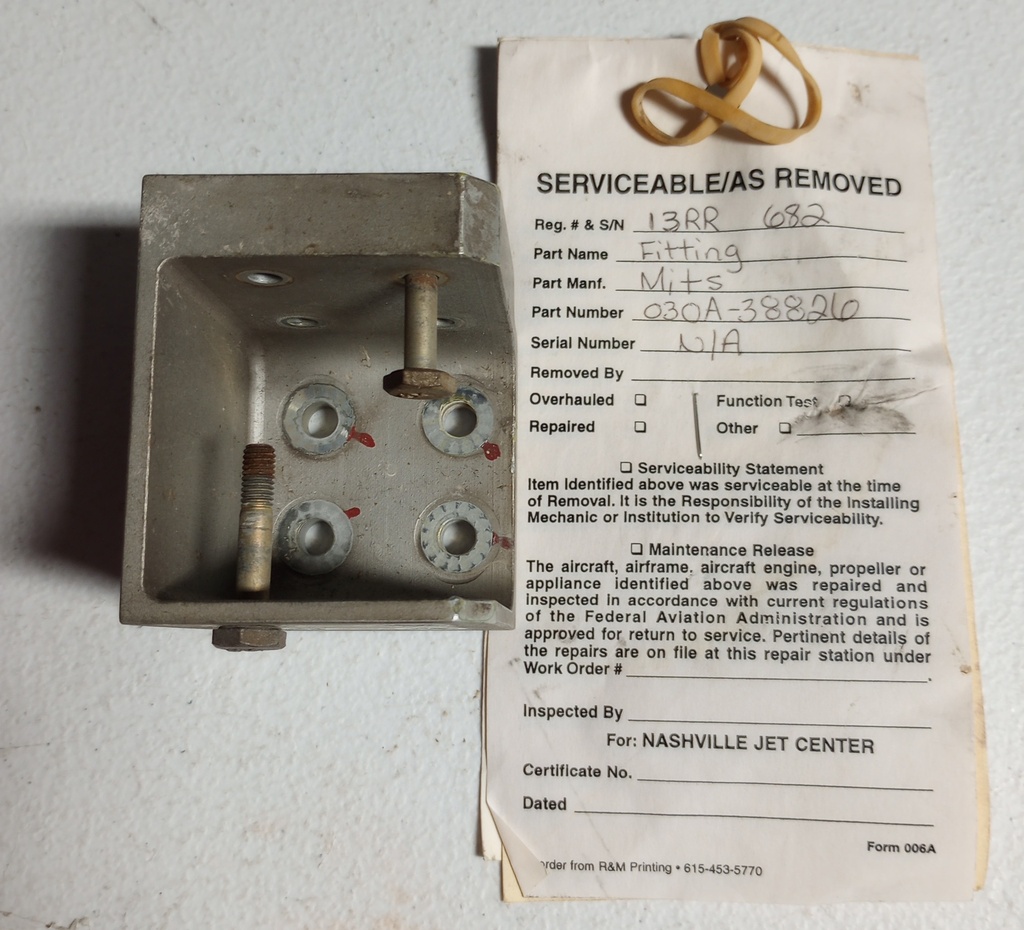 SERVICEABLE/AS REMOVED
Reg. # & S/N 13RR 682
Part Name Fitting
Part Manf. Mits
Part Number 030A-38826
Serial Number N/A
Removed By
Overhauled ☐ Function Test ☐
Repaired ☐ Other ☐
☐ Serviceability Statement
Item Identified above was serviceable at the time
of Removal. It is the Responsibility of the Installing
Mechanic or Institution to Verify Serviceability.
☐ Maintenance Release
The aircraft, airframe. aircraft engine, propeller or
appliance identified above was repaired and
inspected in accordance with current regulations
of the Federal Aviation Administration and is
approved for return to service. Pertinent details of
the repairs are on file at this repair station under
Work Order #
Inspected By
For: NASHVILLE JET CENTER
Certificate No.
Dated
Form 006A
order from R&M Printing • 615-453-5770